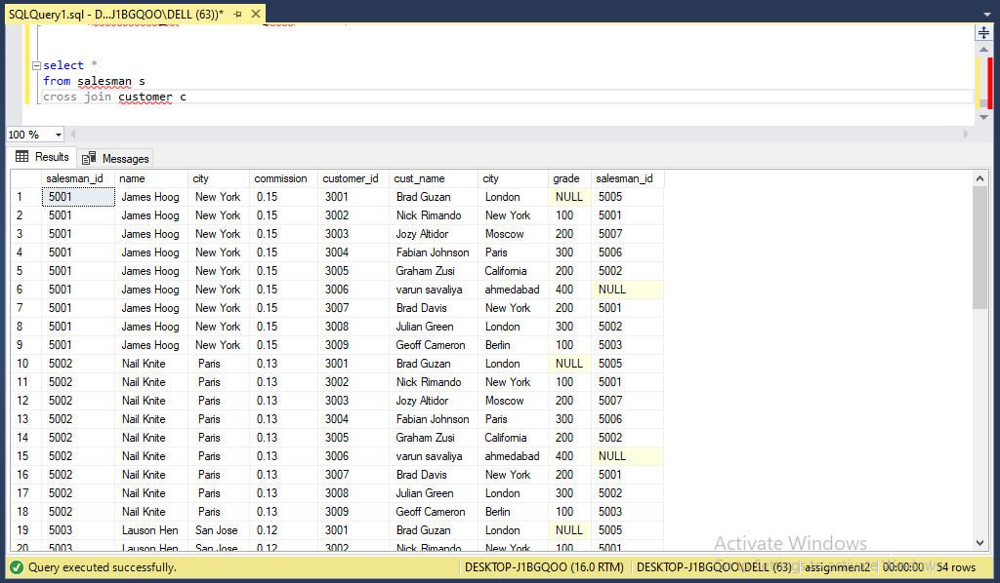 SQLQuery1.sql - D...J1BGQOO\DELL (63))*
select *
from salesman s
cross join customer c
100 %
Results Messages
salesman_id name city commission customer_id cust_name city grade salesman_id
1 5001 James Hoog New York 0.15 3001 Brad Guzan London NULL 5005
2 5001 James Hoog New York 0.15 3002 Nick Rimando New York 100 5001
3 5001 James Hoog New York 0.15 3003 Jozy Altidor Moscow 200 5007
4 5001 James Hoog New York 0.15 3004 Fabian Johnson Paris 300 5006
5 5001 James Hoog New York 0.15 3005 Graham Zusi California 200 5002
6 5001 James Hoog New York 0.15 3006 varun savaliya ahmedabad 400 NULL
7 5001 James Hoog New York 0.15 3007 Brad Davis New York 200 5001
8 5001 James Hoog New York 0.15 3008 Julian Green London 300 5002
9 5001 James Hoog New York 0.15 3009 Geoff Cameron Berlin 100 5003
10 5002 Nail Knite Paris 0.13 3001 Brad Guzan London NULL 5005
11 5002 Nail Knite Paris 0.13 3002 Nick Rimando New York 100 5001
12 5002 Nail Knite Paris 0.13 3003 Jozy Altidor Moscow 200 5007
13 5002 Nail Knite Paris 0.13 3004 Fabian Johnson Paris 300 5006
14 5002 Nail Knite Paris 0.13 3005 Graham Zusi California 200 5002
15 5002 Nail Knite Paris 0.13 3006 varun savaliya ahmedabad 400 NULL
16 5002 Nail Knite Paris 0.13 3007 Brad Davis New York 200 5001
17 5002 Nail Knite Paris 0.13 3008 Julian Green London 300 5002
18 5002 Nail Knite Paris 0.13 3009 Geoff Cameron Berlin 100 5003
19 5003 Lauson Hen San Jose 0.12 3001 Brad Guzan London NULL 5005
20 5003 Lauson Hen San Jose 0.12 3002 Nick Rimando New York 100 5001
Activate Windows
Query executed successfully. DESKTOP-J1BGQOO (16.0 RTM) DESKTOP-J1BGQOO\DELL (63) assignment2 00:00:00 54 rows